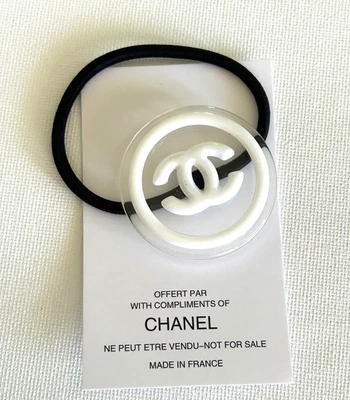 OFFERT PAR
WITH COMPLIMENTS OF
CHANEL
NE PEUT ETRE VENDU–NOT FOR SALE
MADE IN FRANCE